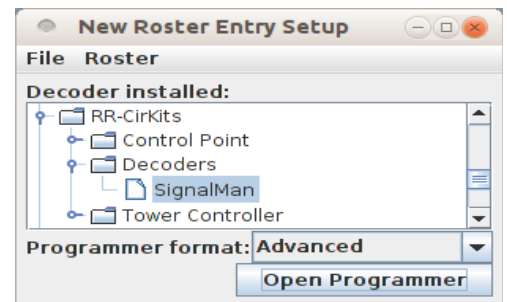 New Roster Entry Setup
File Roster
Decoder installed:
RR-CirKits
Control Point
Decoders
SignalMan
Tower Controller
Programmer format: Advanced
Open Programmer